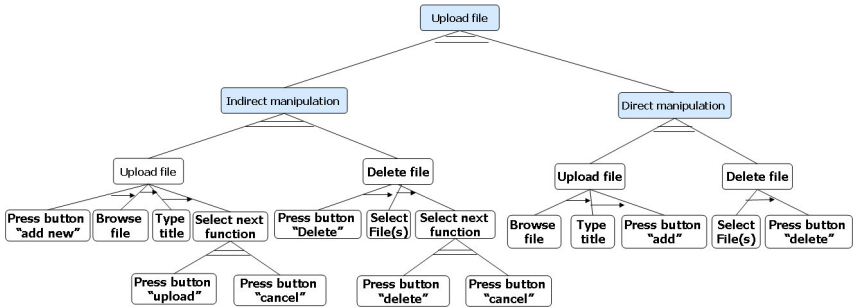 Upload file
Indirect manipulation
Direct manipulation
Upload file
Delete file
Upload file
Delete file
Press button
“add new”
Browse
file
Type
title
Select next
function
Press button
“Delete”
Select
File(s)
Select next
function
Browse
file
Type
title
Press button
“add”
Select
File(s)
Press button
“delete”
Press button
“upload”
Press button
“cancel”
Press button
“delete”
Press button
“cancel”